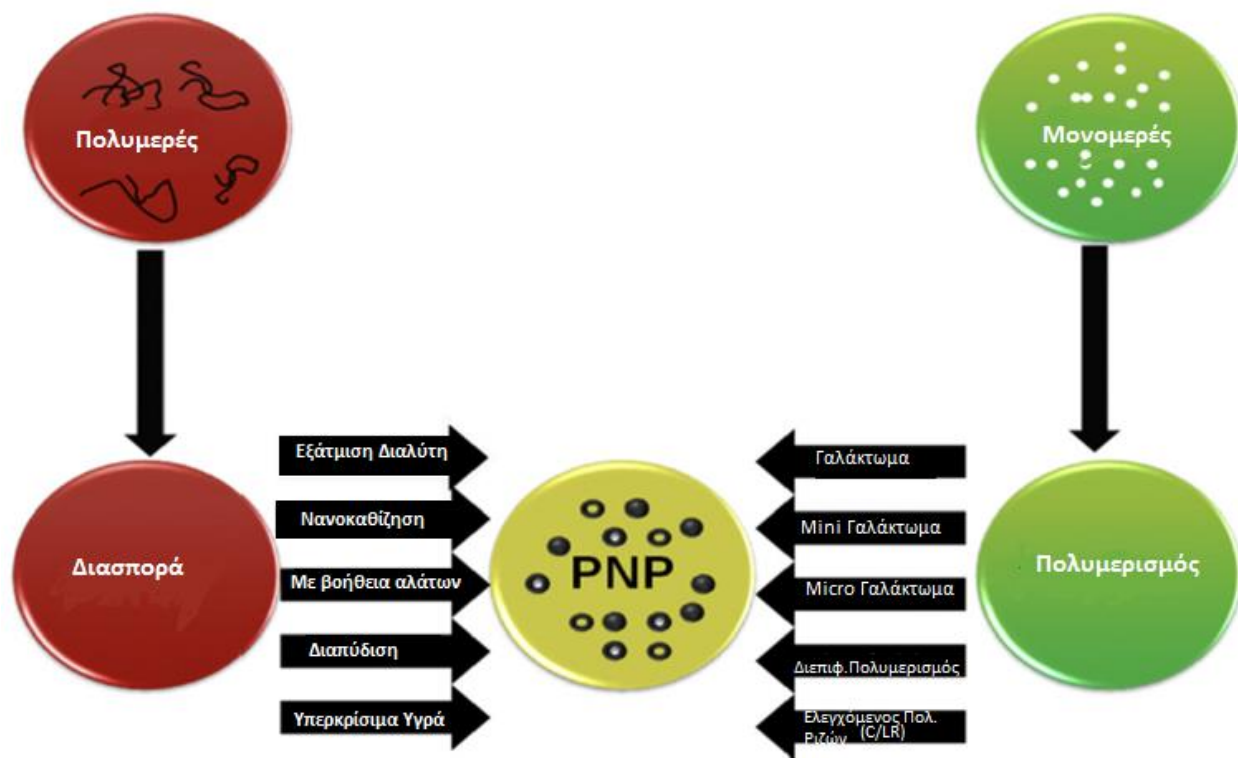 Πολυμερές
Μονομερές
Διασπορά
Εξάτμιση Διαλύτη
Νανοκαθίζηση
Με βοήθεια αλάτων
Διαπύδιση
Υπερκρίσιμα Υγρά
PNP
Γαλάκτωμα
Mini Γαλάκτωμα
Micro Γαλάκτωμα
Διεπιφ.Πολυμερισμός
Ελεγχόμενος Πολ.
Ριζών (C/LR)
Πολυμερισμός